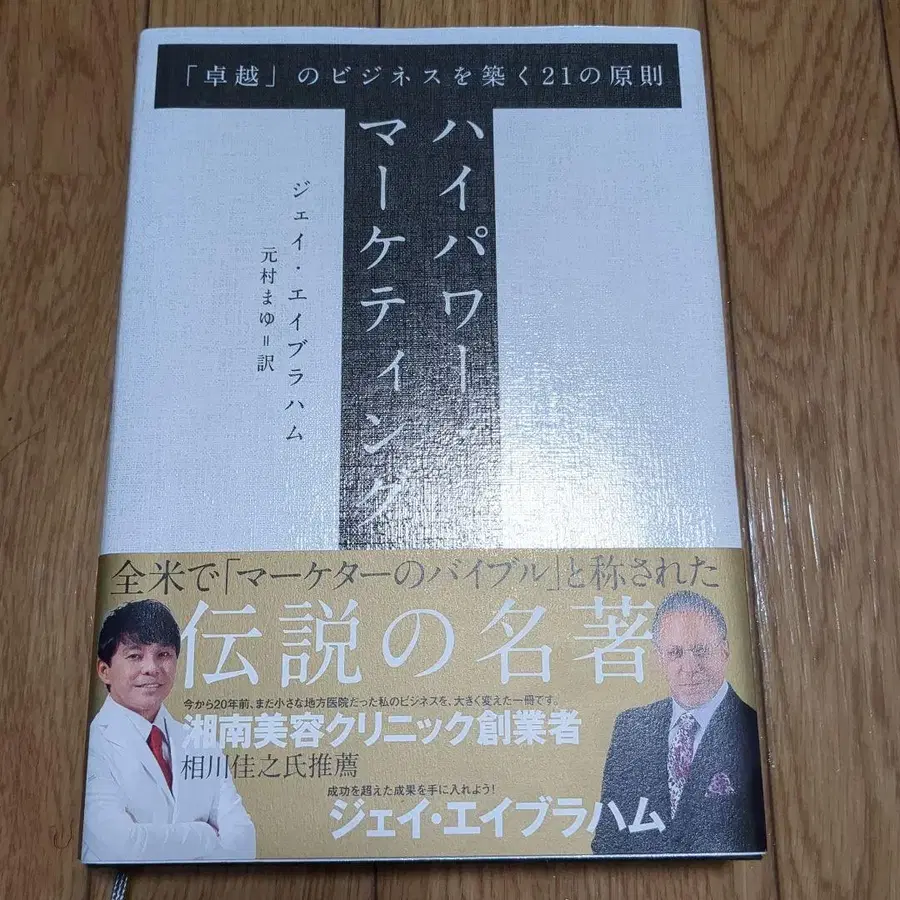 「卓越」のビジネスを築く21の原則
ハイパワー・
マーケティング
ジェイ・エイブラハム
元村まゆ=訳
全米で「マーケターのバイブル」と称された
伝説の名著
今から20年前、まだ小さな地方医院だった私のビジネスを、大きく変えた一冊です。
湘南美容クリニック創業者
相川佳之氏推薦
成功を超えた成果を手に入れよう!
ジェイ・エイブラハム